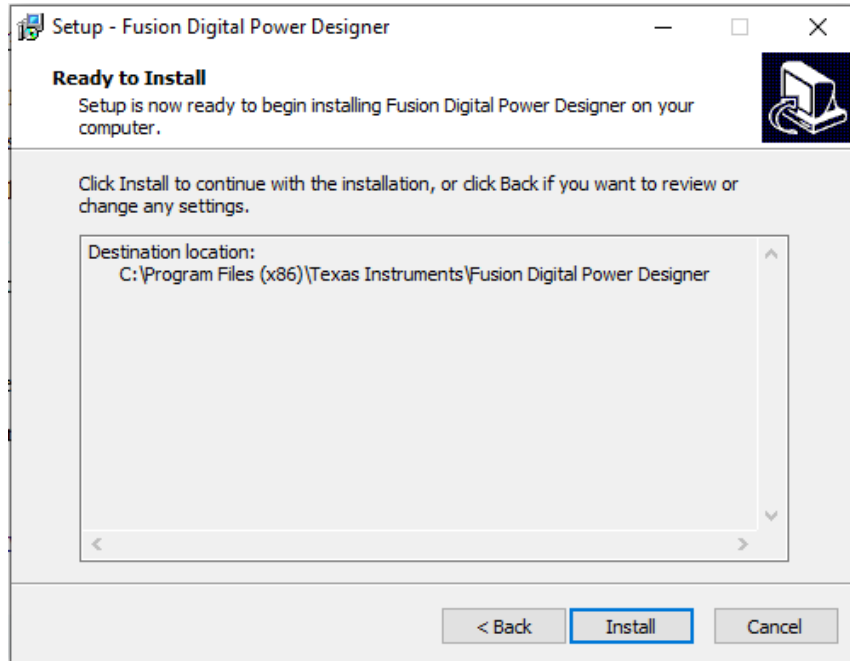 Setup - Fusion Digital Power Designer
Ready to Install
Setup is now ready to begin installing Fusion Digital Power Designer on your
computer.
Click Install to continue with the installation, or click Back if you want to review or
change any settings.
Destination location:
C:\Program Files (x86)\Texas Instruments\Fusion Digital Power Designer
< Back
Install
Cancel